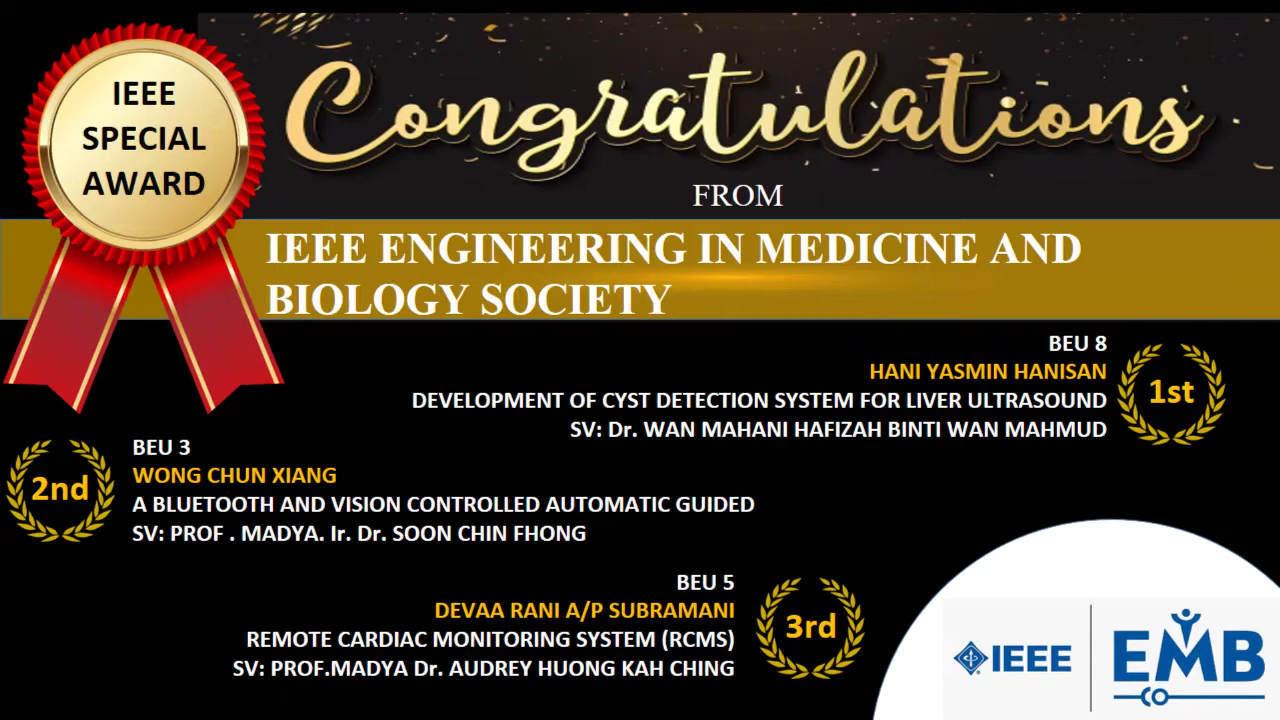 IEEE
SPECIAL
AWARD
Congratulations
FROM
IEEE ENGINEERING IN MEDICINE AND
BIOLOGY SOCIETY
BEU 8
HANI YASMIN HANISAN
DEVELOPMENT OF CYST DETECTION SYSTEM FOR LIVER ULTRASOUND
SV: Dr. WAN MAHANI HAFIZAH BINTI WAN MAHMUD
1st
2nd
BEU 3
WONG CHUN XIANG
A BLUETOOTH AND VISION CONTROLLED AUTOMATIC GUIDED
SV: PROF . MADYA. Ir. Dr. SOON CHIN FHONG
BEU 5
DEVAA RANI A/P SUBRAMANI
REMOTE CARDIAC MONITORING SYSTEM (RCMS)
SV: PROF.MADYA Dr. AUDREY HUONG KAH CHING
3rd
IEEE
EMB